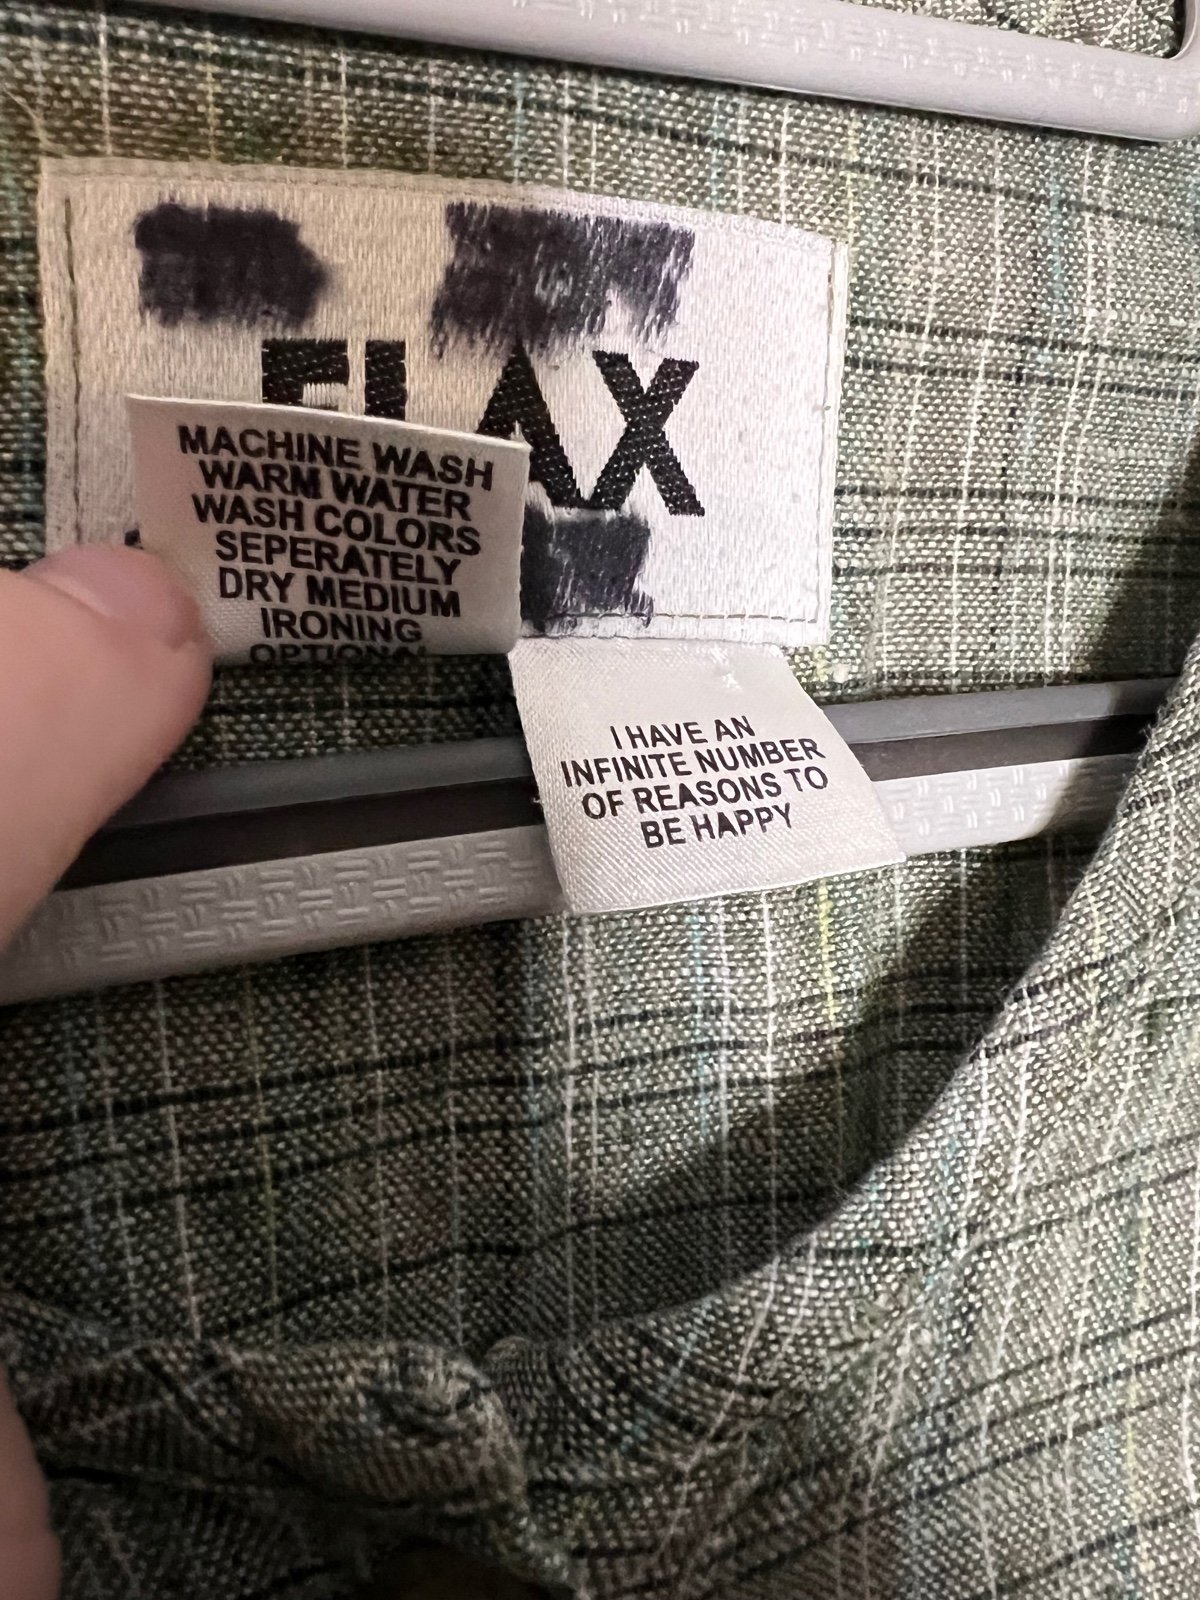 FLAX
MACHINE WASH
WARM WATER
WASH COLORS
SEPERATELY
DRY MEDIUM
IRONING
OPTIONAL
I HAVE AN
INFINITE NUMBER
OF REASONS TO
BE HAPPY